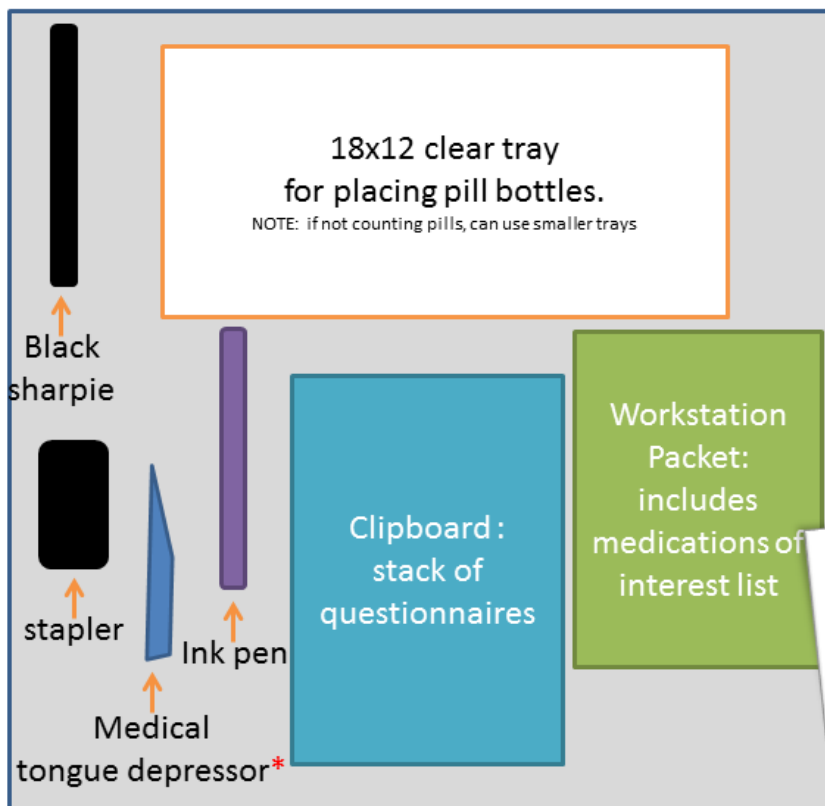 18x12 clear tray
for placing pill bottles.
NOTE: if not counting pills, can use smaller trays
Black
sharpie
Workstation
Packet:
includes
medications of
interest list
Clipboard :
stack of
questionnaires
stapler
Ink pen
Medical
tongue depressor*